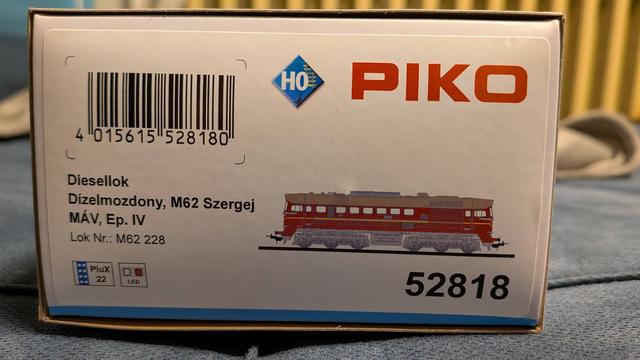 HO
PIKO
4 015615 528180
Diesellok
Dízelmozdony, M62 Szergej
MÁV, Ep. IV
Lok Nr.: M62 228
PluX
22
LED
52818